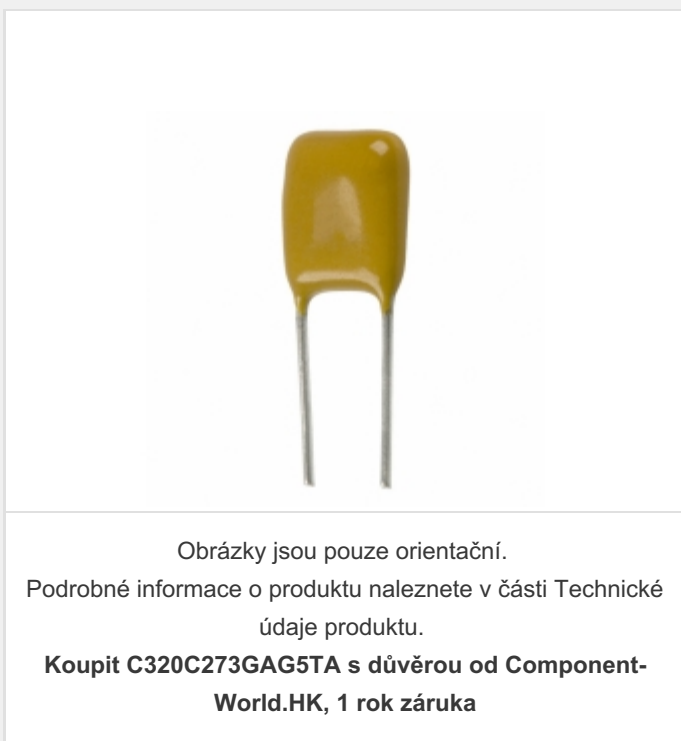 Obrázky jsou pouze orientační.
Podrobné informace o produktu naleznete v části Technické
údaje produktu.
Koupit C320C273GAG5TA s důvěrou od Component-
World.HK, 1 rok záruka